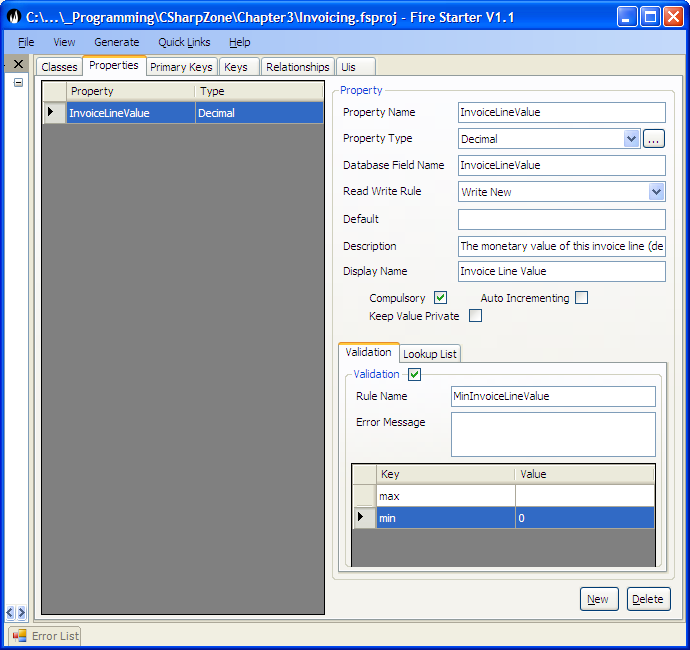 C:\...\_Programming\CSharpZone\Chapter3\Invoicing.fsproj - Fire Starter V1.1
File View Generate Quick Links Help
Classes Properties Primary Keys Keys Relationships Uis
Property Type
InvoiceLineValue Decimal
Property
Property Name InvoiceLineValue
Property Type Decimal ...
Database Field Name InvoiceLineValue
Read Write Rule Write New
Default
Description The monetary value of this invoice line (de
Display Name Invoice Line Value
Compulsory Auto Incrementing
Keep Value Private
Validation Lookup List
Validation
Rule Name MinInvoiceLineValue
Error Message
Key Value
max
min 0
New Delete
Error List